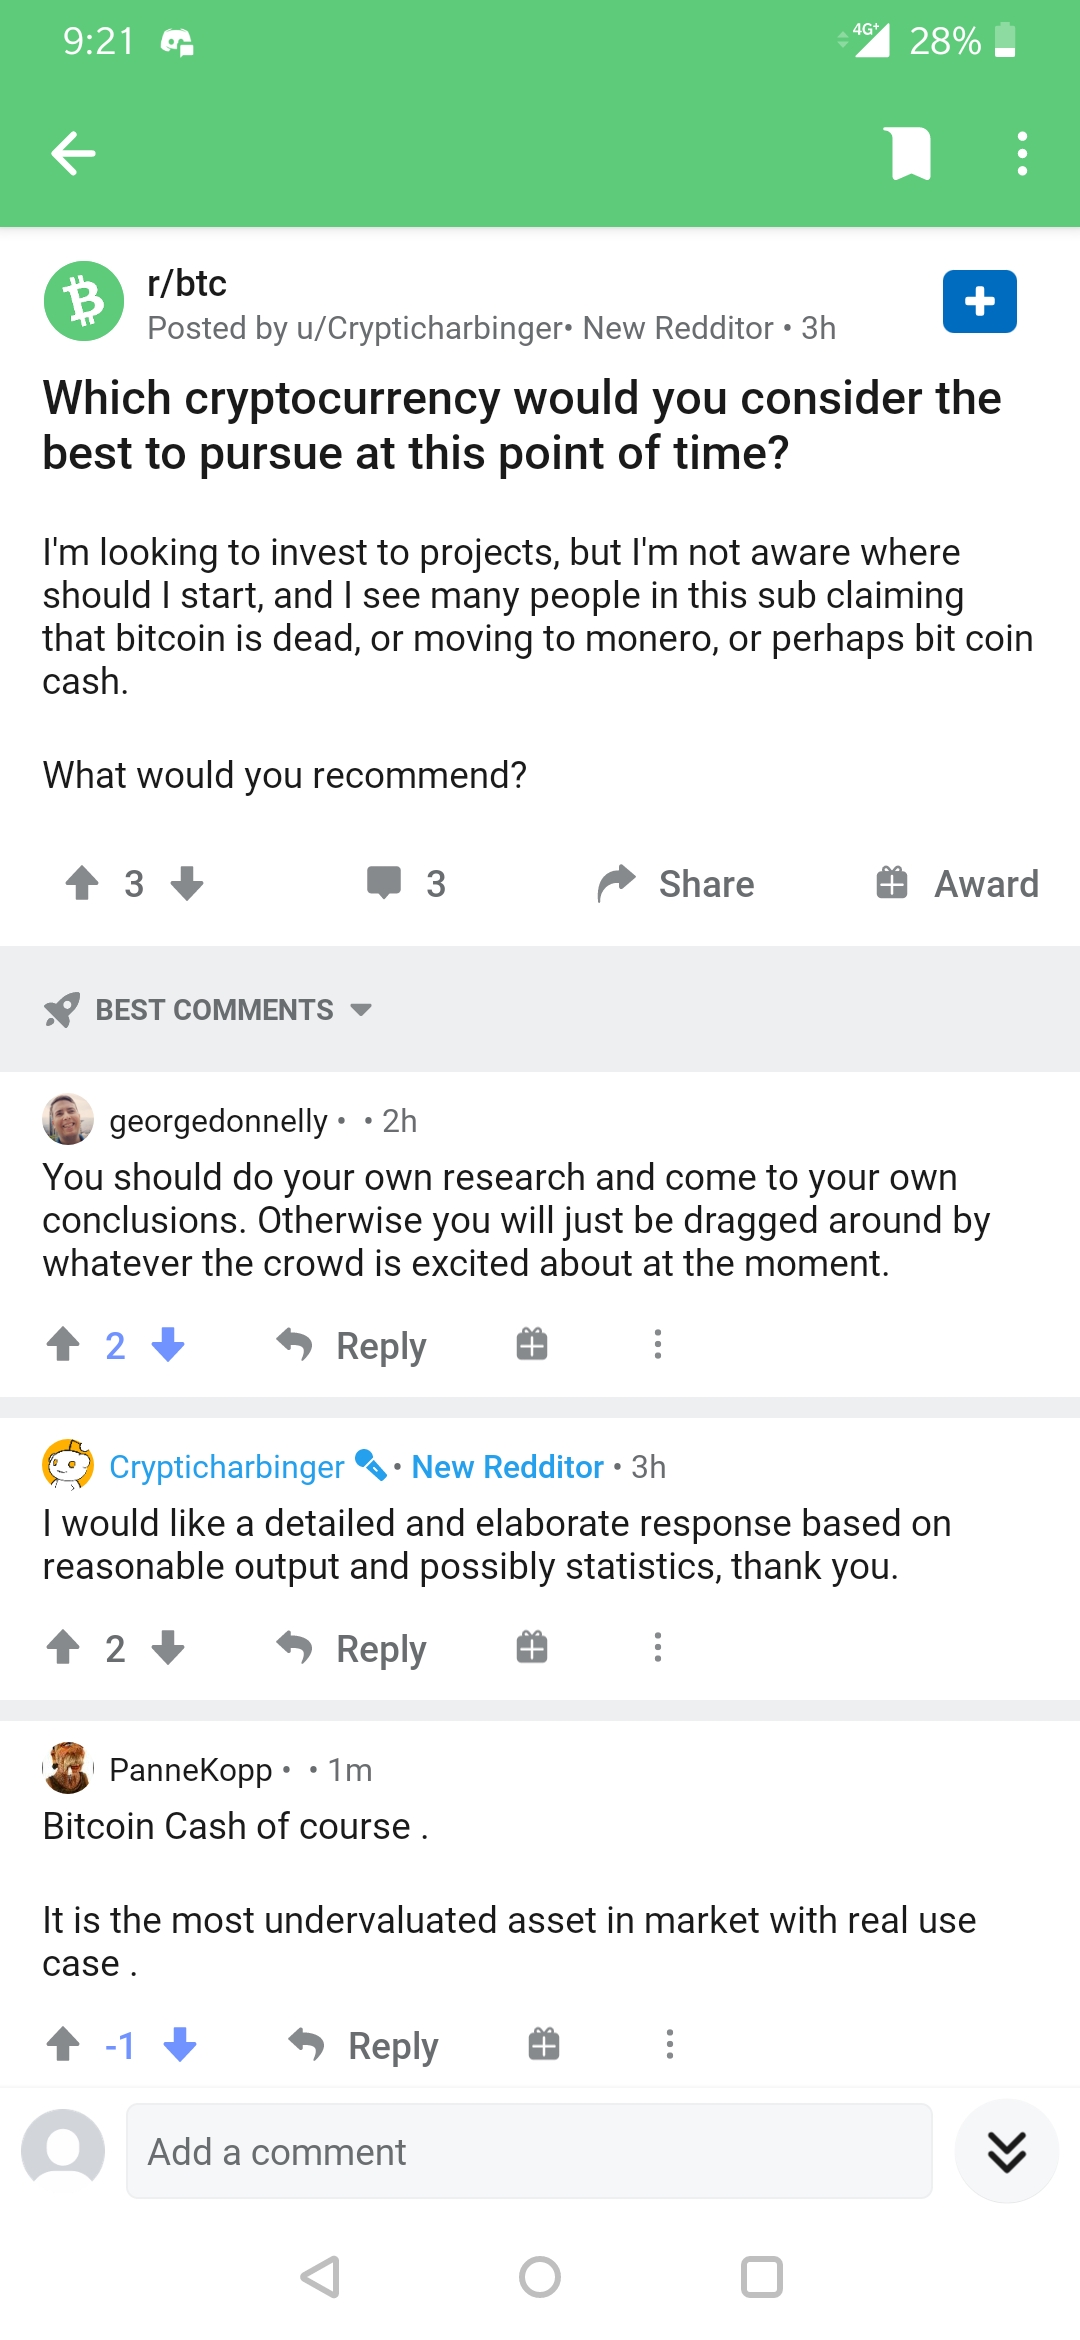 9:21
4G+ 28%
r/btc
Posted by u/Crypticharbinger• New Redditor • 3h
Which cryptocurrency would you consider the
best to pursue at this point of time?
I'm looking to invest to projects, but I'm not aware where
should I start, and I see many people in this sub claiming
that bitcoin is dead, or moving to monero, or perhaps bit coin
cash.
What would you recommend?
3 3 Share Award
BEST COMMENTS
georgedonnelly • • 2h
You should do your own research and come to your own
conclusions. Otherwise you will just be dragged around by
whatever the crowd is excited about at the moment.
2 Reply
Crypticharbinger • New Redditor • 3h
I would like a detailed and elaborate response based on
reasonable output and possibly statistics, thank you.
2 Reply
PanneKopp • • 1m
Bitcoin Cash of course .
It is the most undervaluated asset in market with real use
case .
-1 Reply
Add a comment